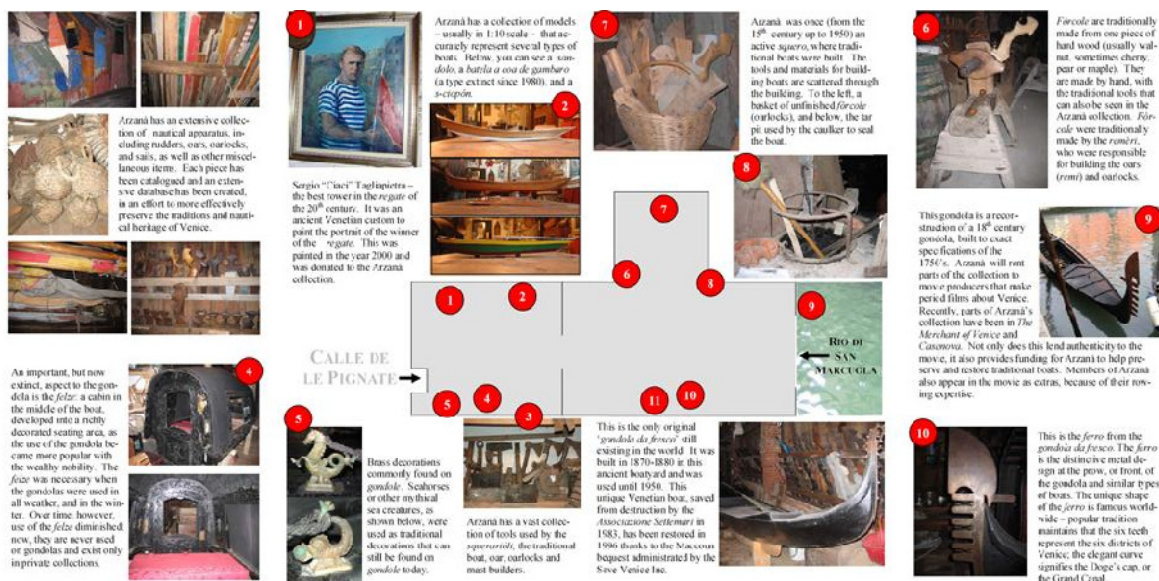 1
Arzanà has a collection of models
– usually in 1:10 scale – that ac-
curately represent several types of
boats. Below, you can see a san-
dolo, a batela a coa de gambaro
(a type extinct since 1980), and a
s-ciopón.
2
7
Arzanà was once (from the
15th century up to 1950) an
active squero, where tradi-
tional boats were built. The
tools and materials for build-
ing boats are scattered through
the building. To the left, a
basket of unfinished fórcole
(oarlocks), and below, the tar
pit used by the caulker to seal
the boat.
8
6
Fórcole are traditionally
made from one piece of
hard wood (usually wal-
nut, sometimes cherry,
pear or maple). They
are made by hand, with
the traditional tools that
can also be seen in the
Arzanà collection. Fór-
cole were traditionally
made by the reméri,
who were responsible
for building the oars
(remi) and oarlocks.
Arzanà has an extensive collec-
tion of nautical apparatus, in-
cluding rudders, oars, oarlocks,
and sails, as well as other miscel-
laneous items. Each piece has
been catalogued and an exten-
sive database has been created,
in an effort to more effectively
preserve the traditions and nauti-
cal heritage of Venice.
Sergio "Ciaci" Tagliapietra –
the best rower in the regate of
the 20th century. It was an
ancient Venetian custom to
paint the portrait of the winner
of the regate. This was
painted in the year 2000 and
was donated to the Arzanà
collection.
This gondola is a recon-
struction of a 18th century
gondola, built to exact
specifications of the
1750's. Arzanà will rent
parts of the collection to
movie producers that make
period films about Venice.
Recently, parts of Arzanà's
collection have been in The
Merchant of Venice and
Casanova. Not only does this lend authenticity to the
movie, it also provides funding for Arzanà to help pre-
serve and restore traditional boats. Members of Arzanà
also appear in the movie as extras, because of their row-
ing expertise.
9
7
6
8
1
2
9
CALLE DE
LE PIGNATE
RIO DI
SAN
MARCUOLA
5
4
3
11
10
An important, but now
extinct, aspect to the gon-
dola is the felze: a cabin in
the middle of the boat,
developed into a richly
decorated seating area, as
the use of the gondola be-
came more popular with
the wealthy nobility. The
felze was necessary when
the gondolas were used in
all weather, and in the win-
ter. Over time, however,
use of the felze diminished;
now, they are never used
on gondolas and exist only
in private collections.
4
5
Brass decorations
commonly found on
gondole. Seahorses
or other mythical
sea creatures, as
shown below, were
used as traditional
decorations that can
still be found on
gondole today.
Arzanà has a vast collec-
tion of tools used by the
squerariòli, the traditional
boat, oar, oarlocks and
mast builders.
This is the only original
'gondola da fresco' still
existing in the world. It was
built in 1870-1880 in this
ancient boatyard and was
used until 1950. This
unique Venetian boat, saved
from destruction by the
Associazione Settemari in
1983, has been restored in
1996 thanks to the Maccoun
bequest administrated by the
Save Venice Inc.
10
This is the ferro from the
gondola da fresco. The ferro
is the distinctive metal de-
sign at the prow, or front, of
the gondola and similar types
of boats. The unique shape
of the ferro is famous world-
wide – popular tradition
maintains that the six teeth
represent the six districts of
Venice; the elegant curve
signifies the Doge's cap, or
the Grand Canal.